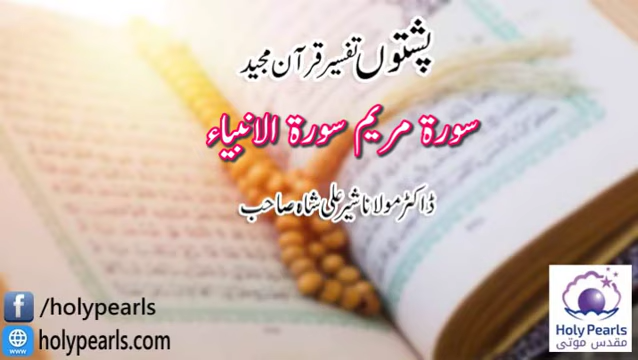 پشتوں تفسیر قرآن مجید
سورۃ مریم سورۃ الانبیاء
ڈاکٹر مولانا شیر علی شاہ صاحب
/holypearls
holypearls.com
Holy Pearls
مقدس موتی